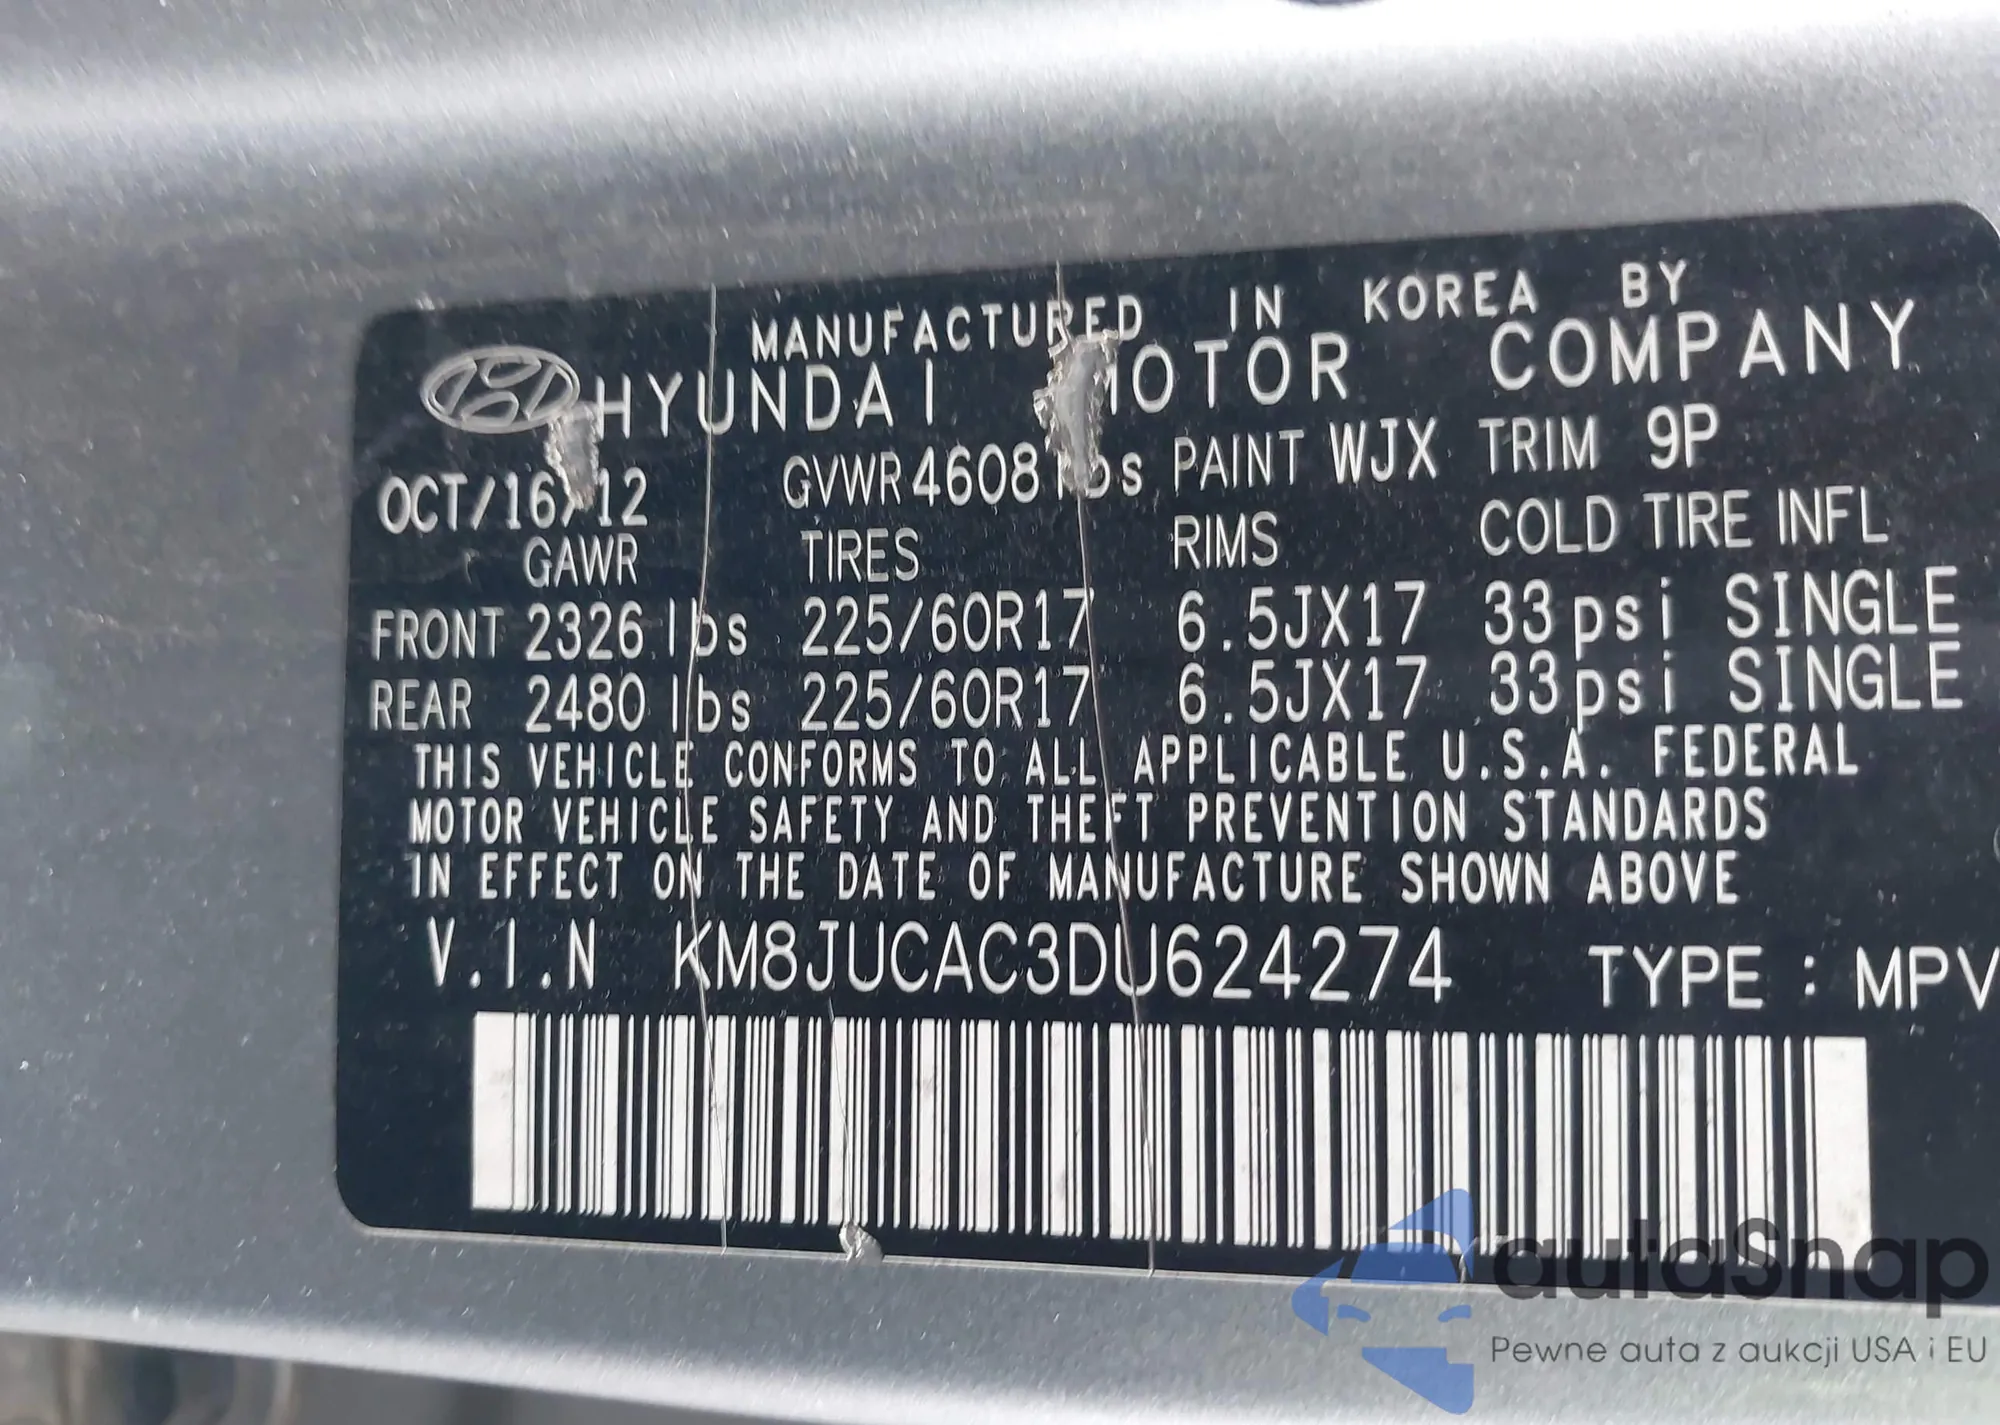 MANUFACTURED IN KOREA BY
HYUNDAI MOTOR COMPANY
OCT/16/12 GVWR 4608 lbs PAINT WJX TRIM 9P
GAWR TIRES RIMS COLD TIRE INFL
FRONT 2326 lbs 225/60R17 6.5JX17 33psi SINGLE
REAR 2480 lbs 225/60R17 6.5JX17 33psi SINGLE
THIS VEHICLE CONFORMS TO ALL APPLICABLE U.S.A. FEDERAL
MOTOR VEHICLE SAFETY AND THEFT PREVENTION STANDARDS
IN EFFECT ON THE DATE OF MANUFACTURE SHOWN ABOVE
V.I.N KM8JUCAC3DU624274 TYPE : MPV
autaSnap
Pewne auta z aukcji USA i EU